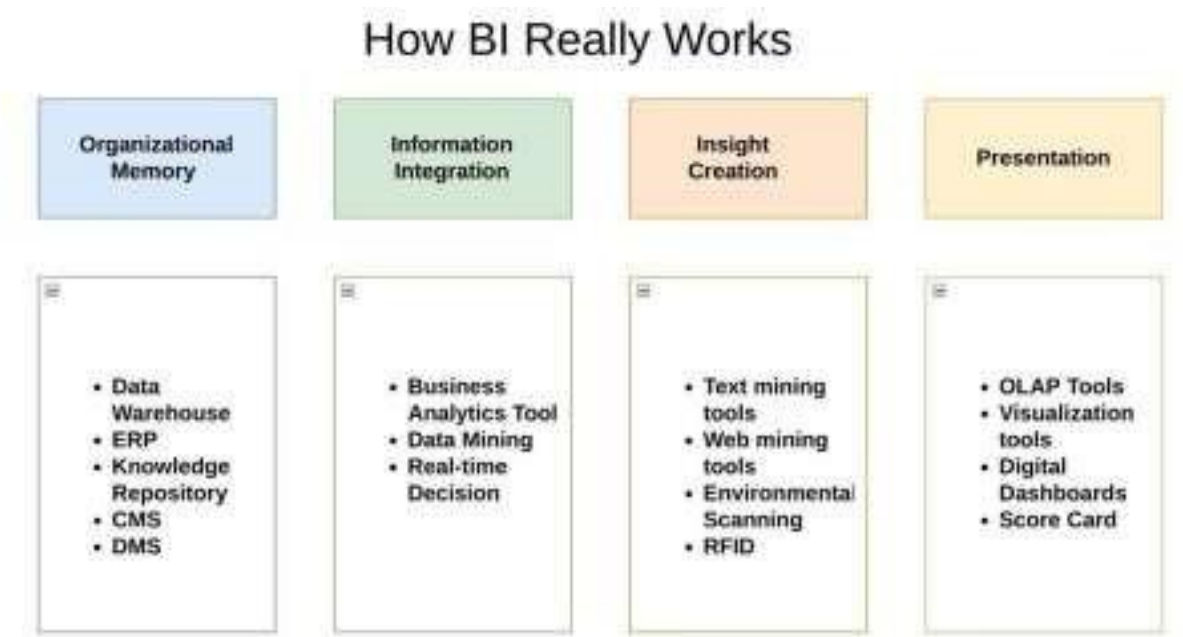 How BI Really Works
Organizational
Memory
Information
Integration
Insight
Creation
Presentation
• Data
Warehouse
• ERP
• Knowledge
Repository
• CMS
• DMS
• Business
Analytics Tool
• Data Mining
• Real-time
Decision
• Text mining
tools
• Web mining
tools
• Environmental
Scanning
• RFID
• OLAP Tools
• Visualization
tools
• Digital
Dashboards
• Score Card